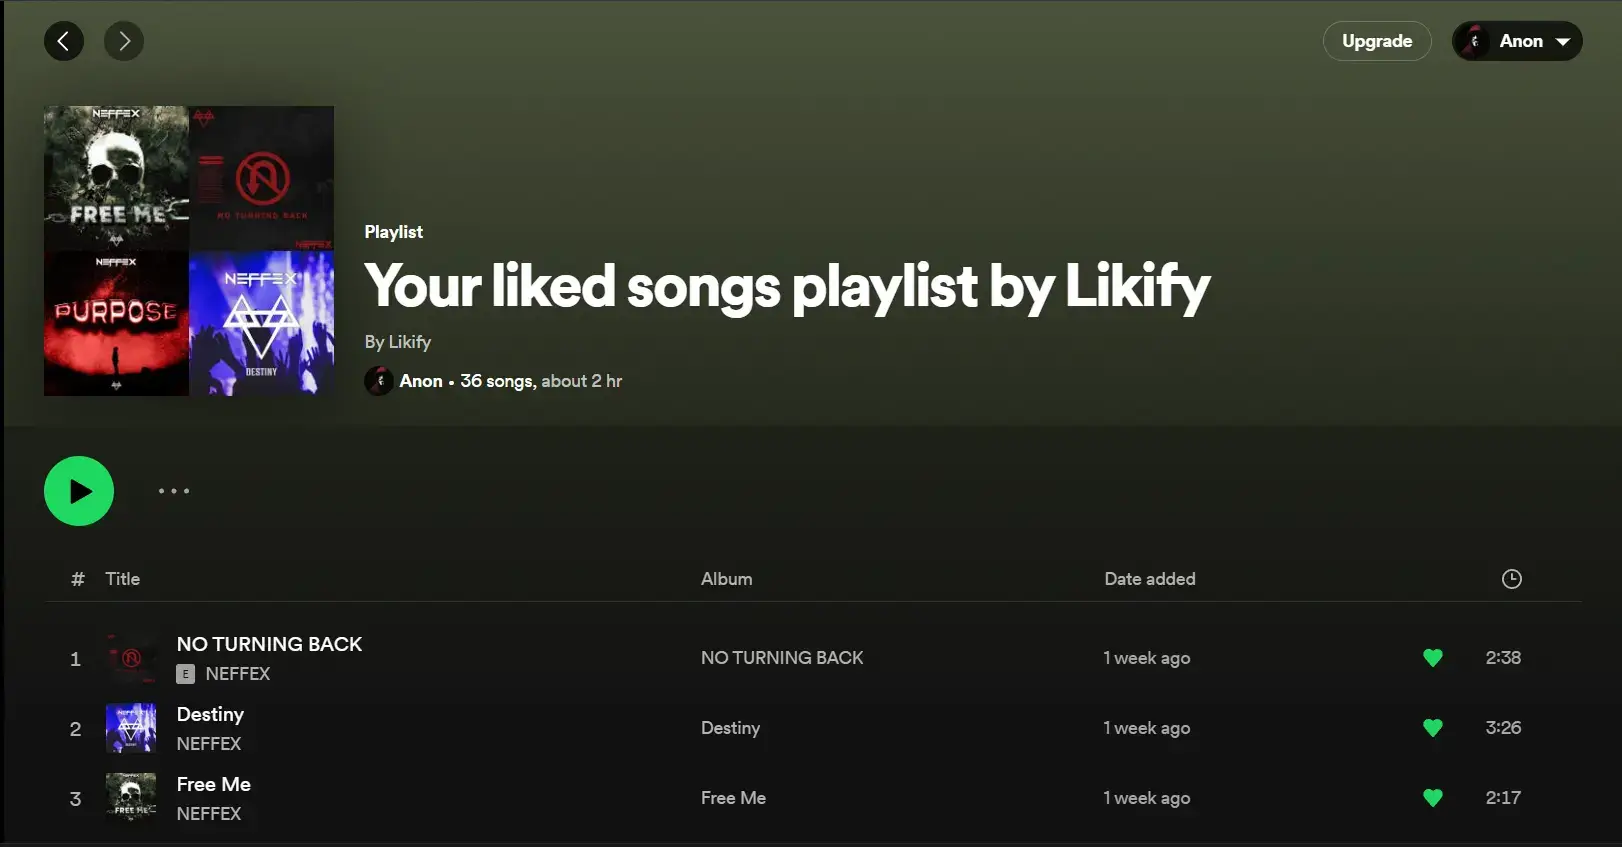 Upgrade
Anon
NEFFEX
FREE ME
NO TURNING BACK
NEFFEX
NEFFEX
PURPOSE
NEFFEX
DESTINY
Playlist
Your liked songs playlist by Likify
By Likify
Anon • 36 songs, about 2 hr
# Title Album Date added
1 NO TURNING BACK NO TURNING BACK 1 week ago 2:38
E NEFFEX
2 Destiny Destiny 1 week ago 3:26
NEFFEX
3 Free Me Free Me 1 week ago 2:17
NEFFEX